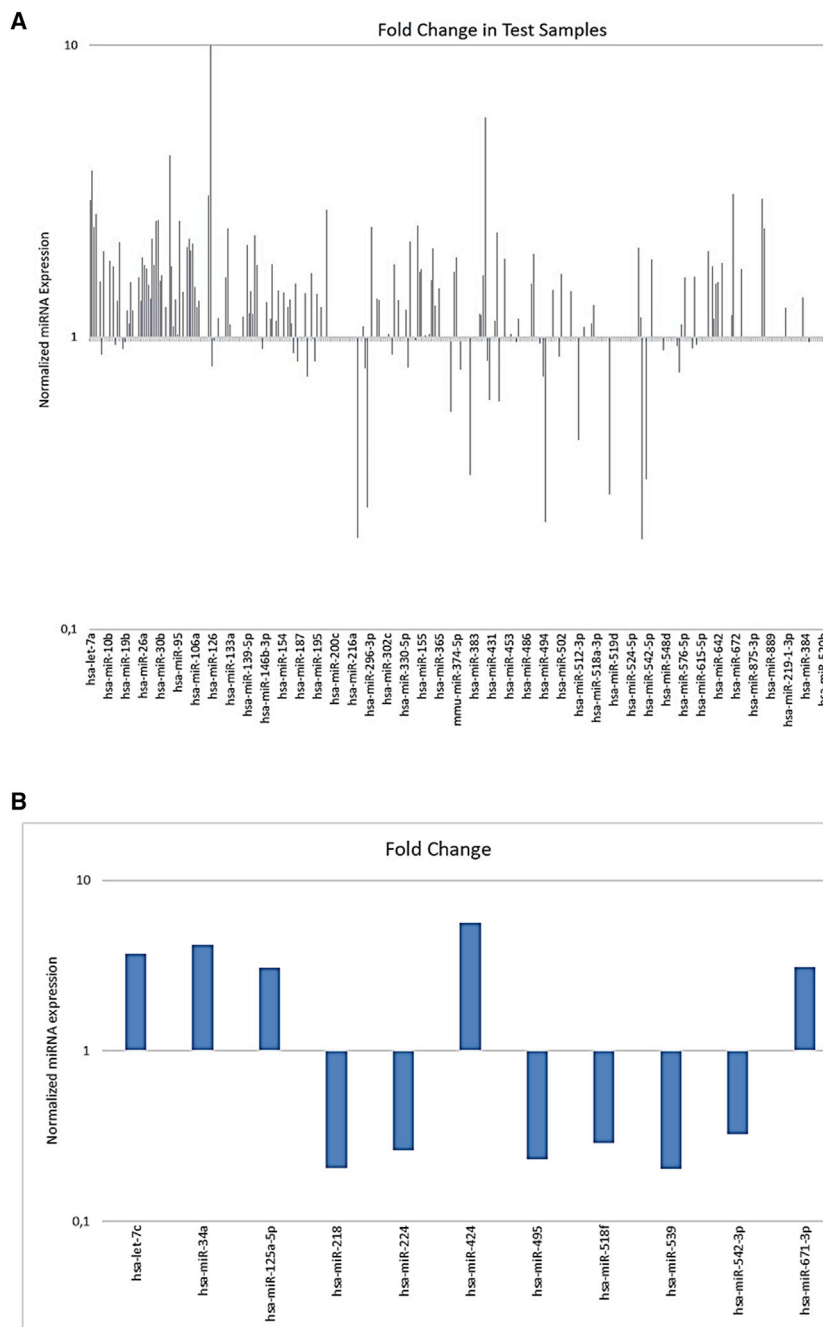 A
Fold Change in Test Samples
Normalized miRNA Expression
10
1
0,1
hsa-let-7a
hsa-miR-10b
hsa-miR-19b
hsa-miR-26a
hsa-miR-30b
hsa-miR-95
hsa-miR-106a
hsa-miR-126
hsa-miR-133a
hsa-miR-139-5p
hsa-miR-146b-3p
hsa-miR-154
hsa-miR-187
hsa-miR-195
hsa-miR-200c
hsa-miR-216a
hsa-miR-296-3p
hsa-miR-302c
hsa-miR-330-5p
hsa-miR-155
hsa-miR-365
mmu-miR-374-5p
hsa-miR-383
hsa-miR-431
hsa-miR-453
hsa-miR-486
hsa-miR-494
hsa-miR-502
hsa-miR-512-3p
hsa-miR-518a-3p
hsa-miR-519d
hsa-miR-524-5p
hsa-miR-542-5p
hsa-miR-548d
hsa-miR-576-5p
hsa-miR-615-5p
hsa-miR-642
hsa-miR-672
hsa-miR-875-3p
hsa-miR-889
hsa-miR-219-1-3p
hsa-miR-384
B
Fold Change
Normalized miRNA expression
10
1
0,1
hsa-let-7c
hsa-miR-34a
hsa-miR-125a-5p
hsa-miR-218
hsa-miR-224
hsa-miR-424
hsa-miR-495
hsa-miR-518f
hsa-miR-539
hsa-miR-542-3p
hsa-miR-671-3p